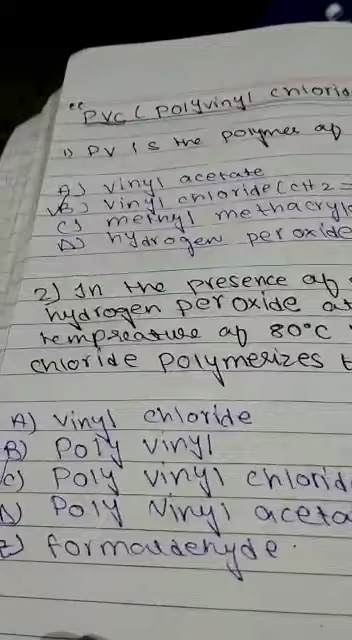 "PVC (Polyvinyl chlorid
1) PV is the polymer of
A) vinyl acetate
B) vinyl chloride (CH2=
C) methyl methacryl
D) hydrogen peroxide
2) In the presence of
hydrogen peroxide at
tempreature of 80°C
chloride polymerizes t
A) vinyl chloride
B) Poly vinyl
C) Poly vinyl chlorid
D) Poly vinyl aceta
E) formaldehyde.